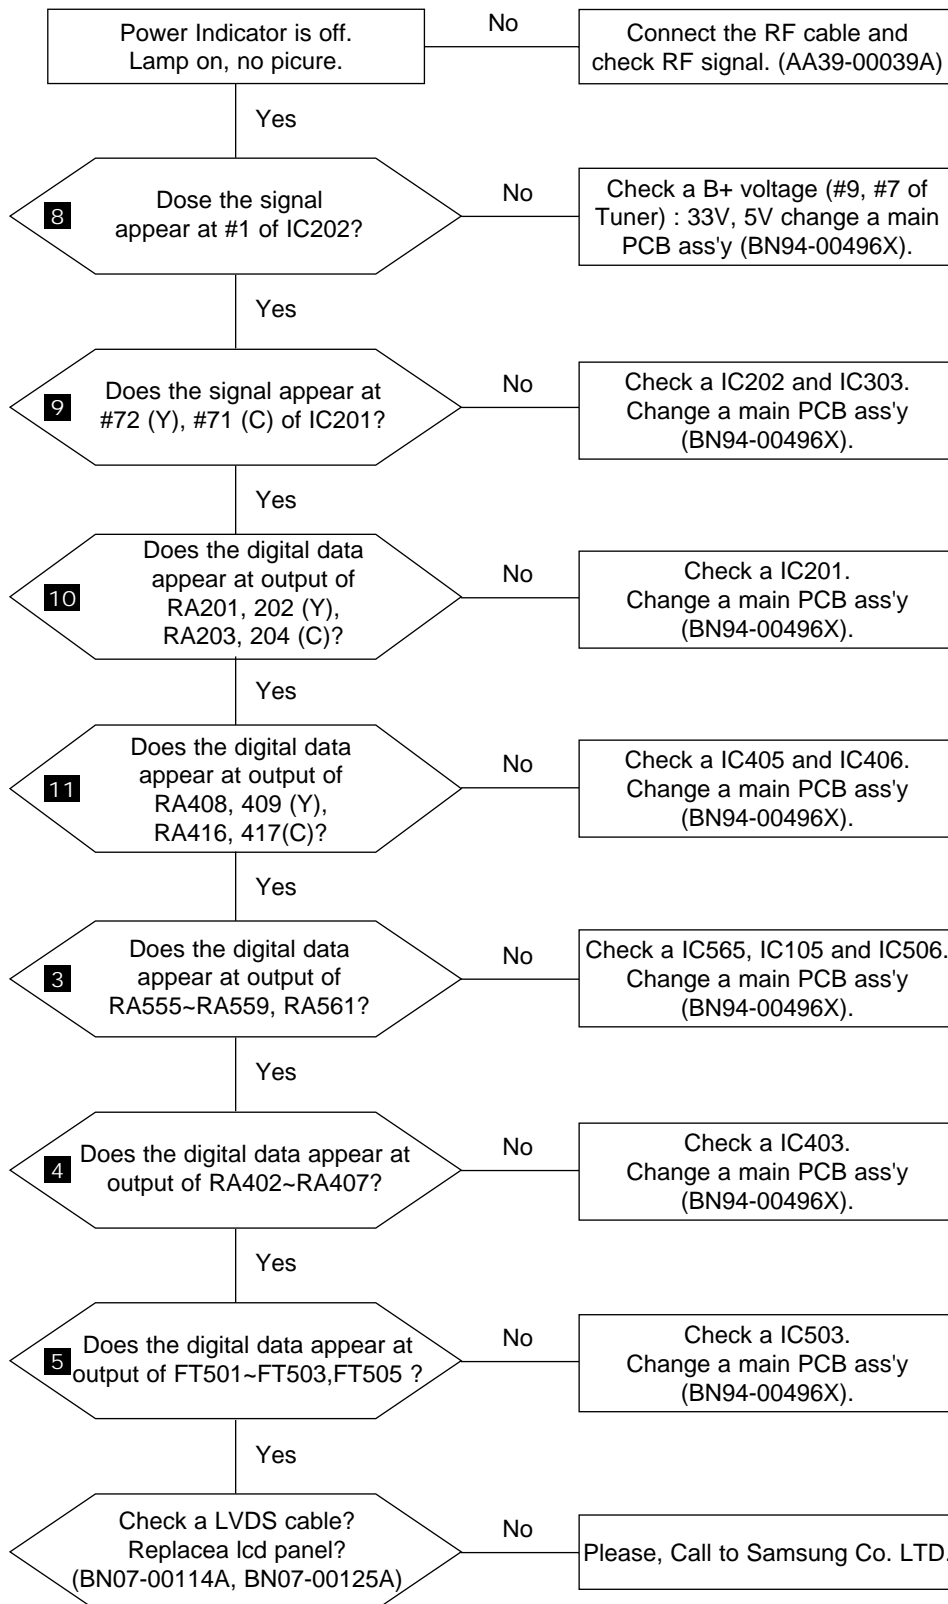 Power Indicator is off.
Lamp on, no picure.
No
Connect the RF cable and
check RF signal. (AA39-00039A)
Yes
8
Dose the signal
appear at #1 of IC202?
No
Check a B+ voltage (#9, #7 of
Tuner) : 33V, 5V change a main
PCB ass'y (BN94-00496X).
Yes
9
Does the signal appear at
#72 (Y), #71 (C) of IC201?
No
Check a IC202 and IC303.
Change a main PCB ass'y
(BN94-00496X).
Yes
10
Does the digital data
appear at output of
RA201, 202 (Y),
RA203, 204 (C)?
No
Check a IC201.
Change a main PCB ass'y
(BN94-00496X).
Yes
11
Does the digital data
appear at output of
RA408, 409 (Y),
RA416, 417(C)?
No
Check a IC405 and IC406.
Change a main PCB ass'y
(BN94-00496X).
Yes
3
Does the digital data
appear at output of
RA555~RA559, RA561?
No
Check a IC565, IC105 and IC506.
Change a main PCB ass'y
(BN94-00496X).
Yes
4
Does the digital data appear at
output of RA402~RA407?
No
Check a IC403.
Change a main PCB ass'y
(BN94-00496X).
Yes
5
Does the digital data appear at
output of FT501~FT503,FT505 ?
No
Check a IC503.
Change a main PCB ass'y
(BN94-00496X).
Yes
Check a LVDS cable?
Replacea lcd panel?
(BN07-00114A, BN07-00125A)
No
Please, Call to Samsung Co. LTD.